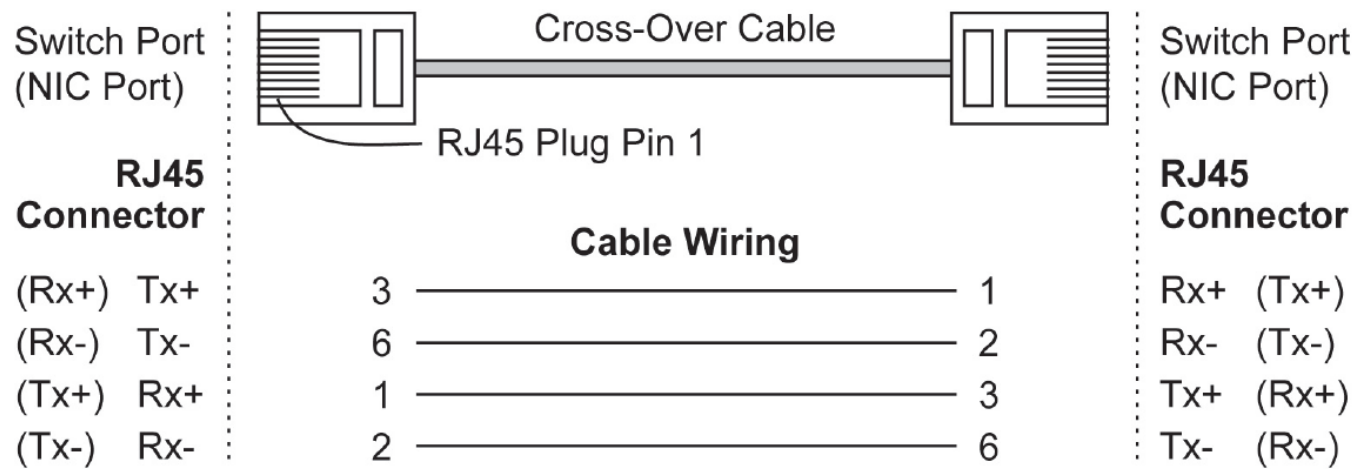 Switch Port
(NIC Port)
Cross-Over Cable
Switch Port
(NIC Port)
RJ45 Plug Pin 1
RJ45
Connector
RJ45
Connector
Cable Wiring
(Rx+) Tx+ 3 1 Rx+ (Tx+)
(Rx-) Tx- 6 2 Rx- (Tx-)
(Tx+) Rx+ 1 3 Tx+ (Rx+)
(Tx-) Rx- 2 6 Tx- (Rx-)